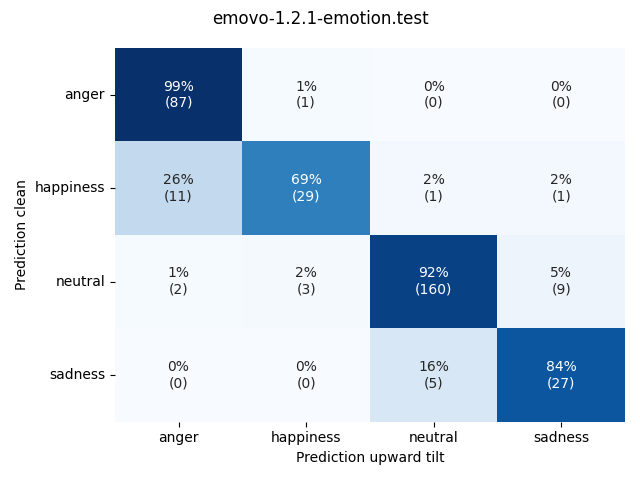 emovo-1.2.1-emotion.test
anger
99%
(87)
1%
(1)
0%
(0)
0%
(0)
happiness
26%
(11)
69%
(29)
2%
(1)
2%
(1)
neutral
1%
(2)
2%
(3)
92%
(160)
5%
(9)
sadness
0%
(0)
0%
(0)
16%
(5)
84%
(27)
Prediction clean
anger
happiness
neutral
sadness
Prediction upward tilt